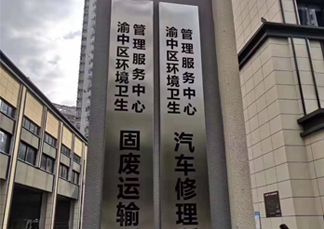 渝中区环境卫生
管理服务中心
固废运输
渝中区环境卫生
管理服务中心
汽车修理